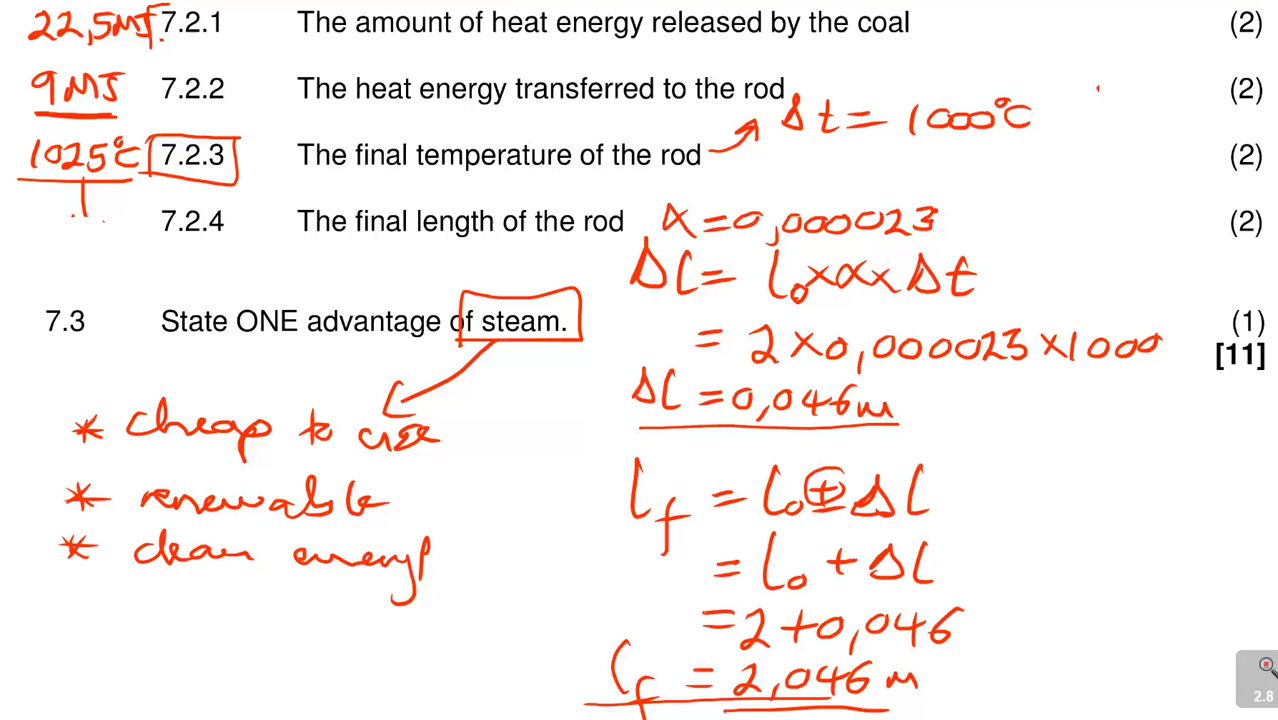 22,5MJ. 7.2.1 The amount of heat energy released by the coal (2)
9MJ 7.2.2 The heat energy transferred to the rod (2)
Δt = 1000°C
1025°C 7.2.3 The final temperature of the rod (2)
7.2.4 The final length of the rod (2)
α = 0,000023
ΔL = L₀ × α × Δt
7.3 State ONE advantage of steam. (1)
= 2 × 0,000023 × 1000
[11]
ΔL = 0,046m
* cheap to use
Lf = L₀ ± ΔL
* renewable
* clean energy
= L₀ + ΔL
= 2 + 0,046
Lf = 2,046 m
2.8